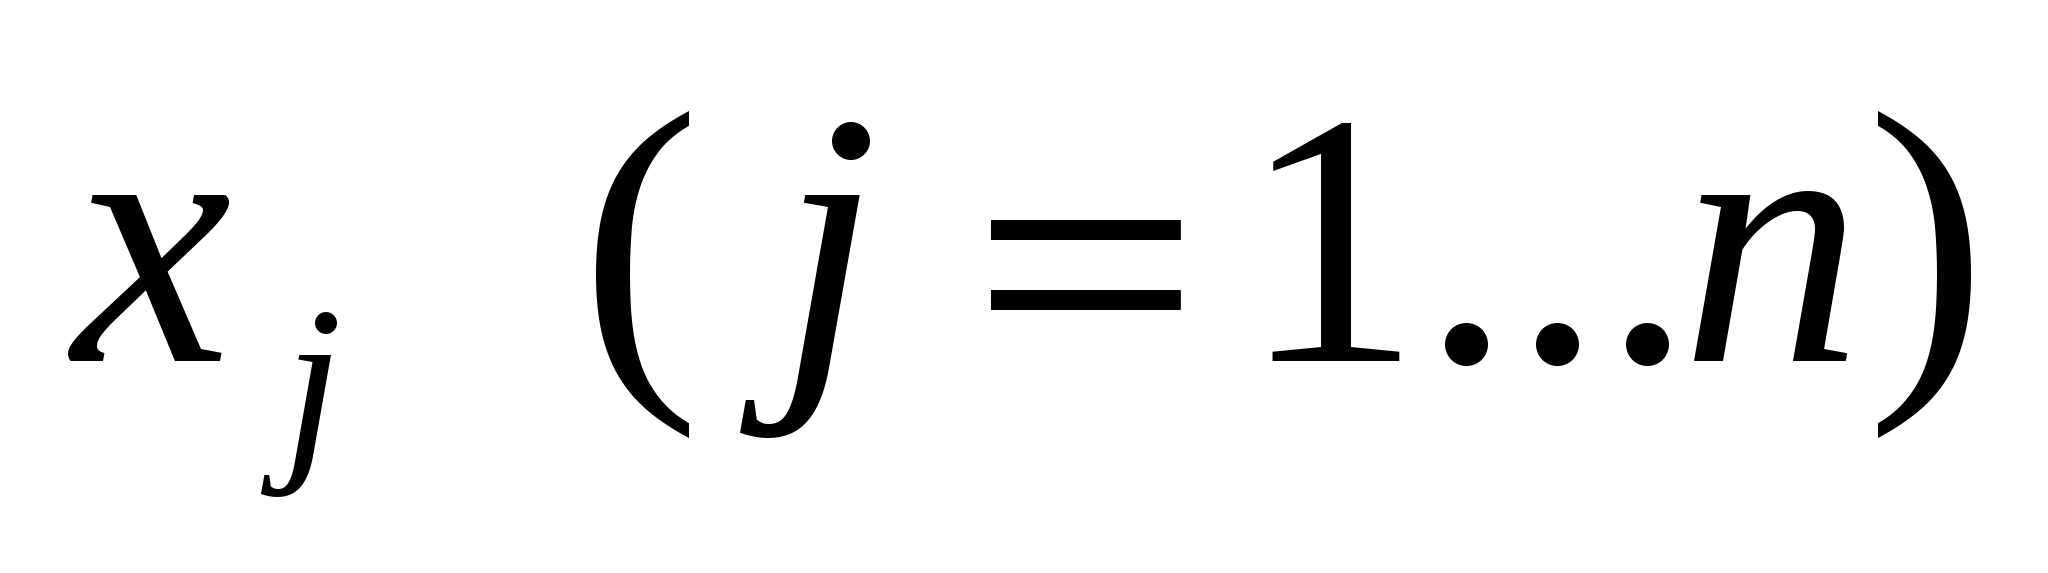 x_j (j = 1...n)